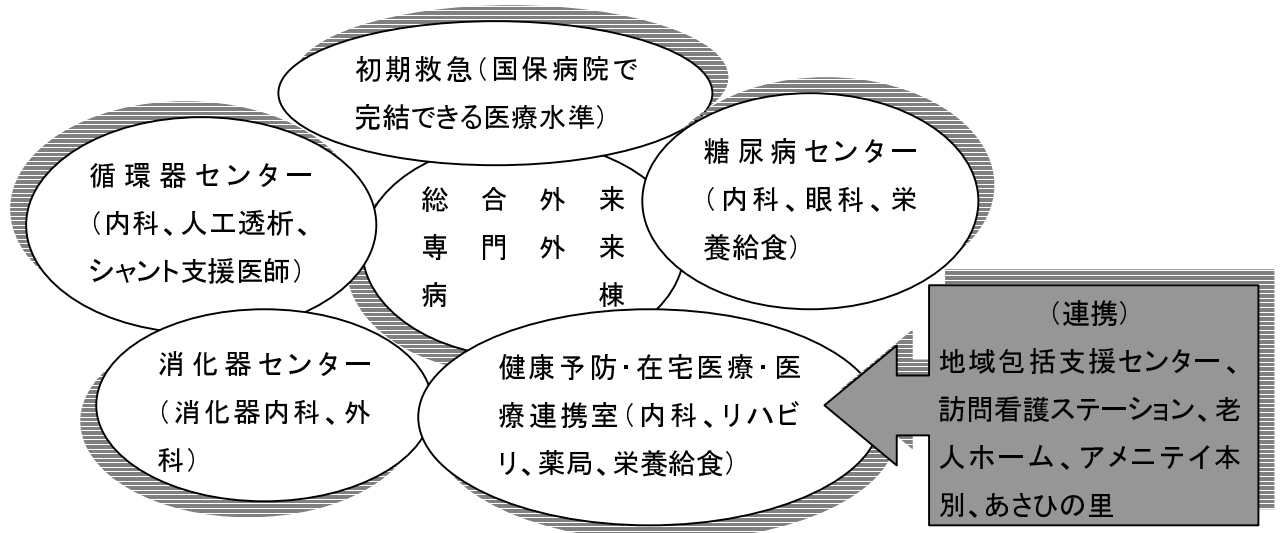 初期救急（国保病院で
完結できる医療水準）
循環器センター
（内科、人工透析、
シャント支援医師）
総合外来
専門外来
病棟
糖尿病センター
（内科、眼科、栄
養給食）
消化器センター
（消化器内科、外
科）
健康予防・在宅医療・医
療連携室（内科、リハビ
リ、薬局、栄養給食）
（連携）
地域包括支援センター、
訪問看護ステーション、老
人ホーム、アメニテイ本
別、あさひの里